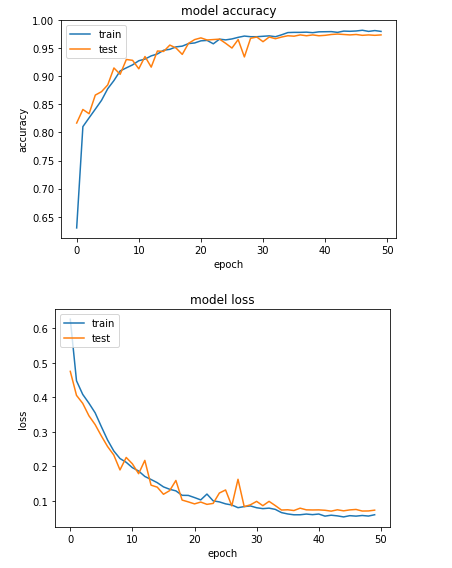 model accuracy
1.00
0.95
0.90
0.85
0.80
0.75
0.70
0.65
accuracy
train
test
0 10 20 30 40 50
epoch
model loss
0.6
0.5
0.4
0.3
0.2
0.1
loss
train
test
0 10 20 30 40 50
epoch